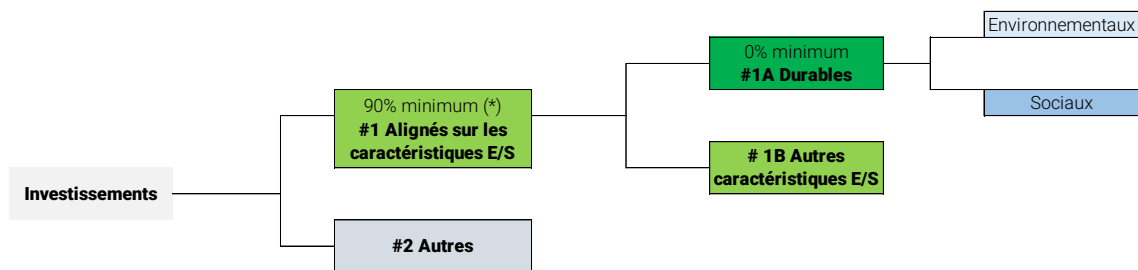 Investissements
90% minimum (*)
#1 Alignés sur les
caractéristiques E/S
#2 Autres
0% minimum
#1A Durables
# 1B Autres
caractéristiques E/S
Environnementaux
Sociaux